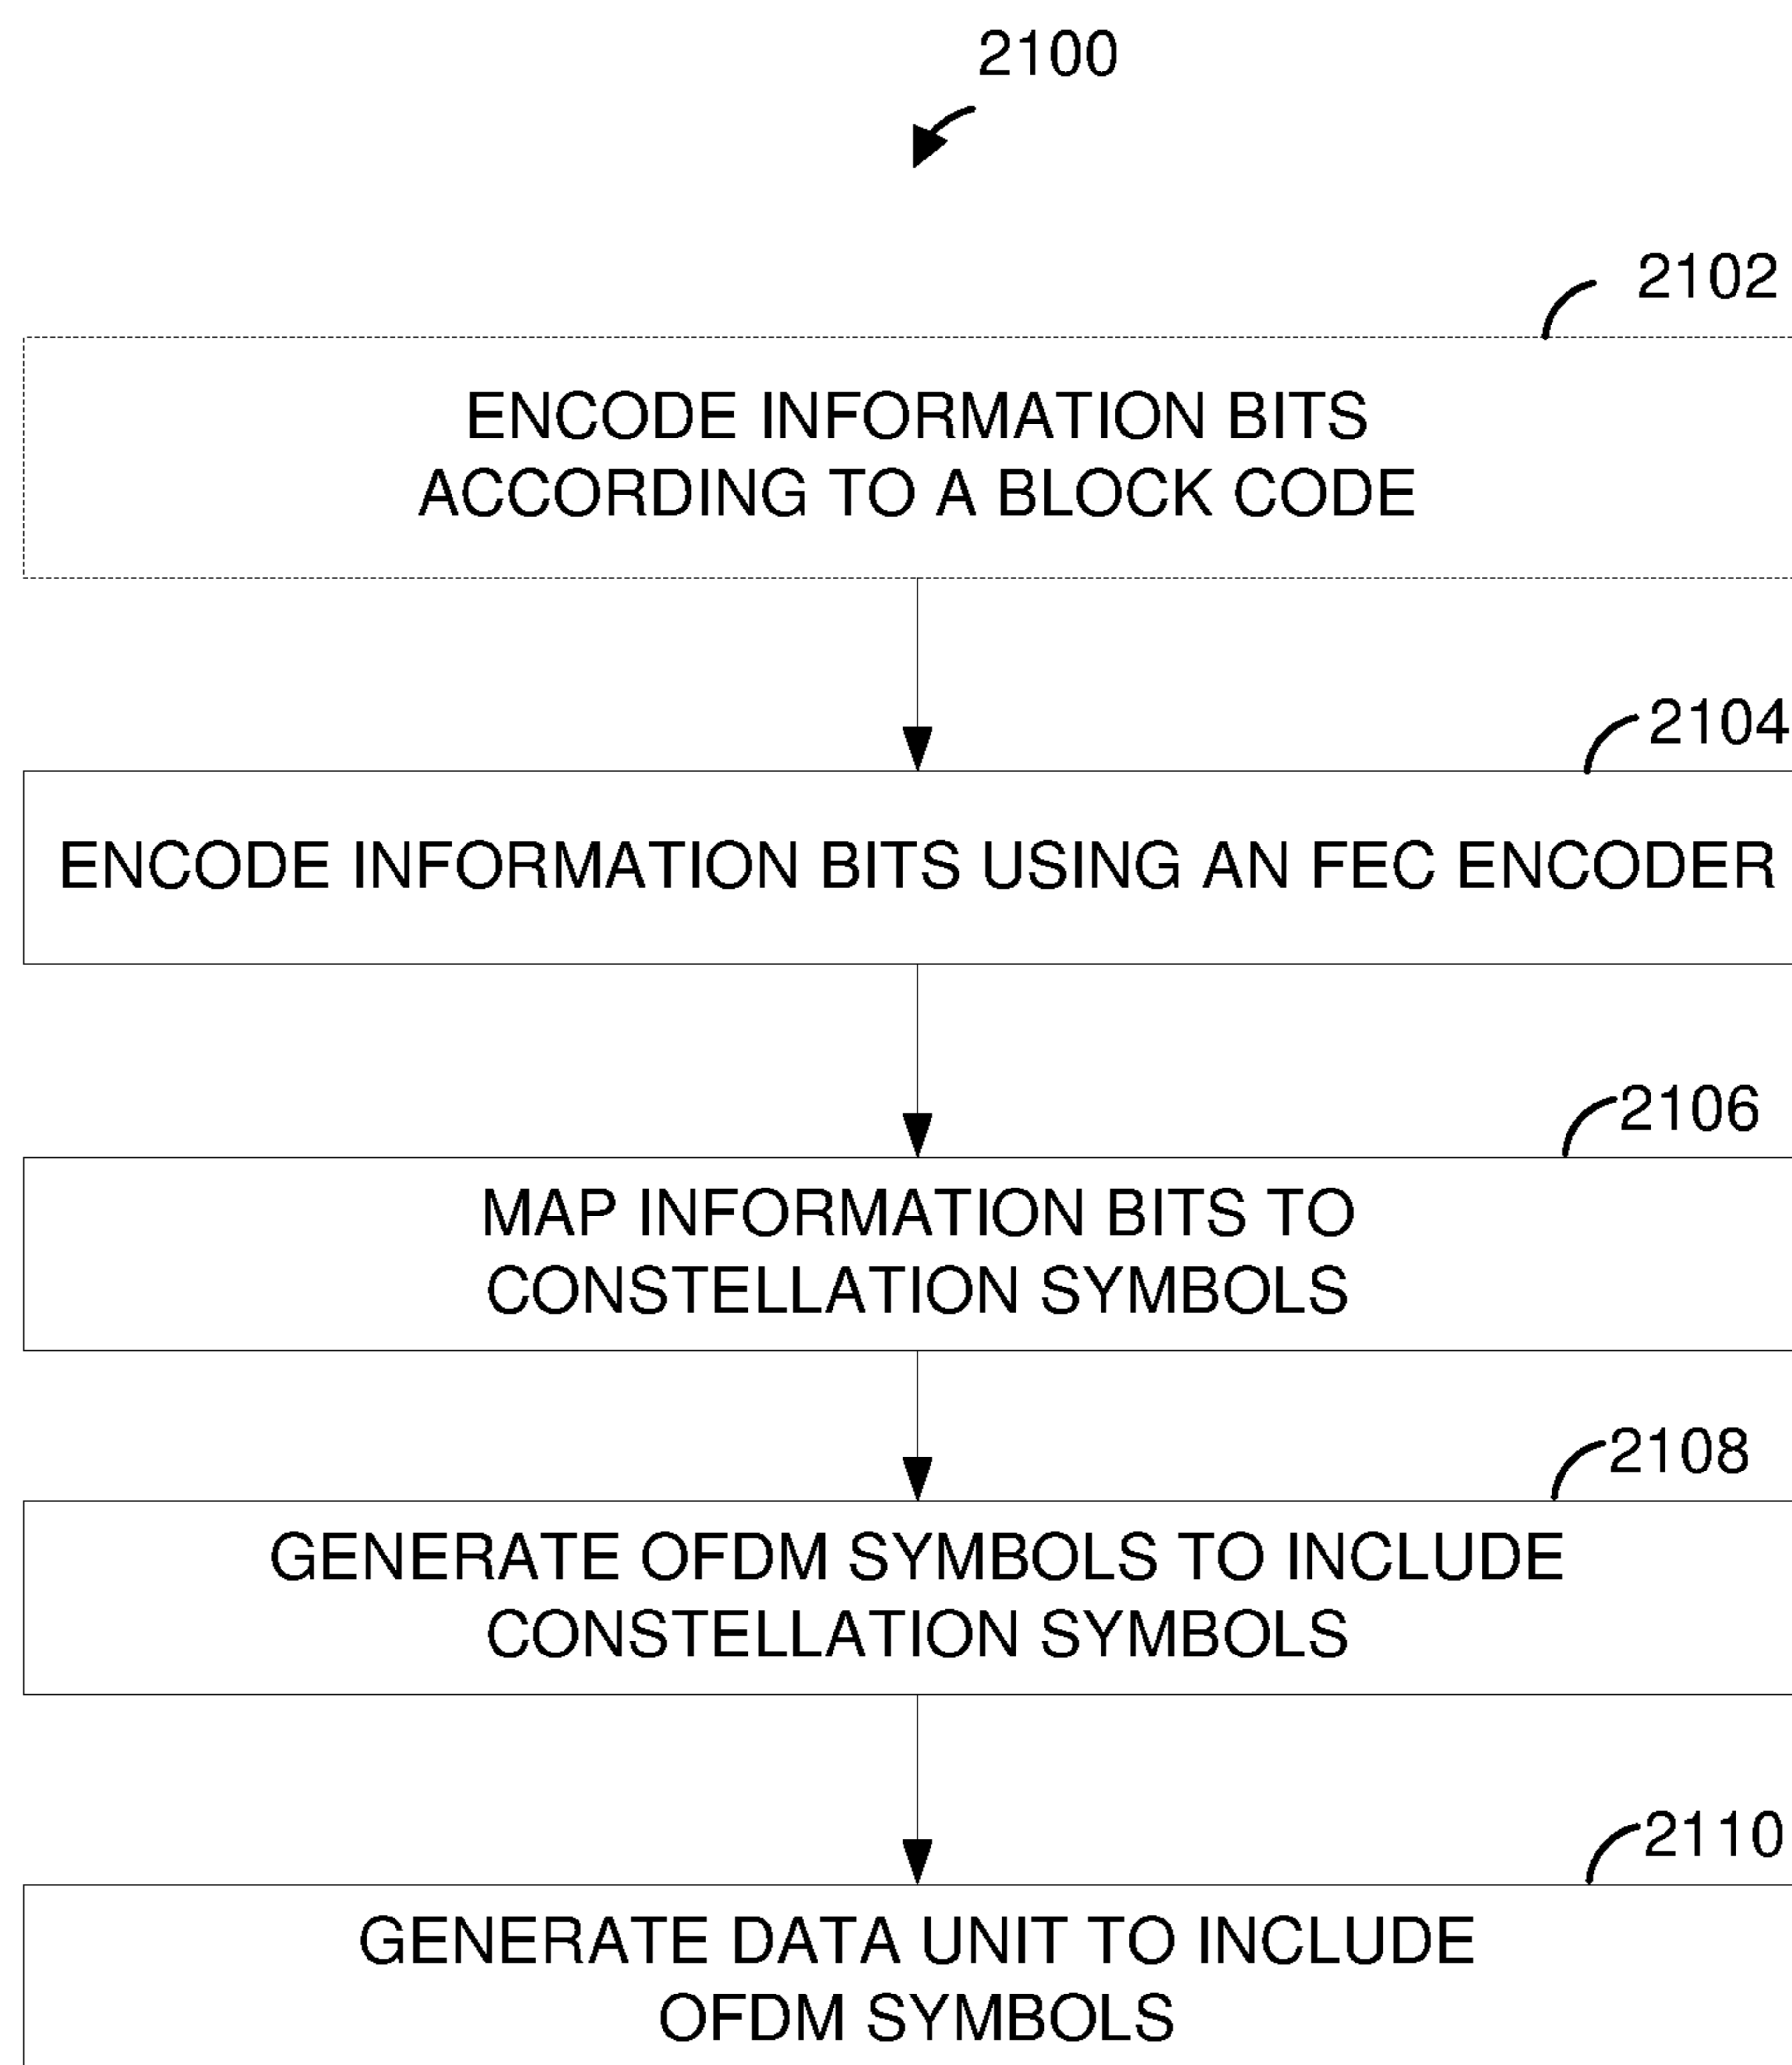 2100
2102
ENCODE INFORMATION BITS
ACCORDING TO A BLOCK CODE
2104
ENCODE INFORMATION BITS USING AN FEC ENCODER
2106
MAP INFORMATION BITS TO
CONSTELLATION SYMBOLS
2108
GENERATE OFDM SYMBOLS TO INCLUDE
CONSTELLATION SYMBOLS
2110
GENERATE DATA UNIT TO INCLUDE
OFDM SYMBOLS